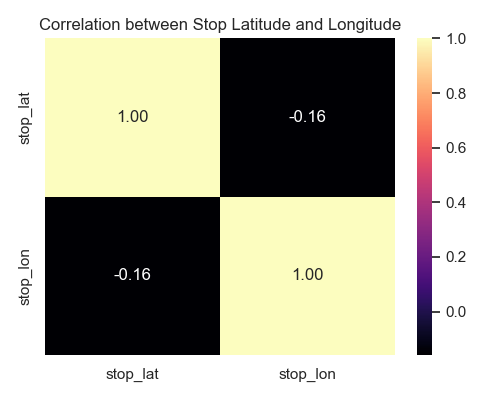 Correlation between Stop Latitude and Longitude
stop_lat
1.00
-0.16
stop_lon
-0.16
1.00
stop_lat
stop_lon
1.0
0.8
0.6
0.4
0.2
0.0